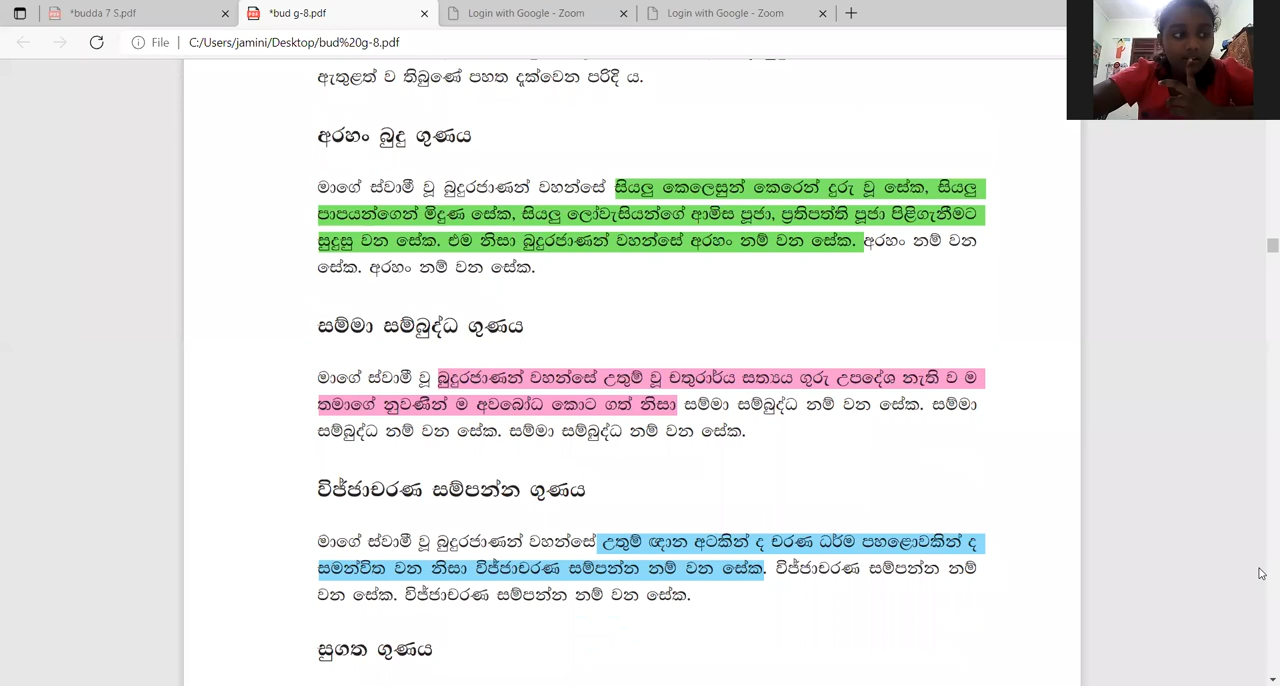 *budda 7 S.pdf
*bud g-8.pdf
Login with Google - Zoom
Login with Google - Zoom
File C:/Users/jamini/Desktop/bud%20g-8.pdf
ඇතුළත් ව තිබුණේ පහත දැක්වෙන පරිදි ය.
අරහං බුදු ගුණය
මාගේ ස්වාමී වූ බුදුරජාණන් වහන්සේ සියලු කෙලෙසුන් කෙරෙන් දුරු වූ සේක, සියලු
පාපයන්ගෙන් මිදුණ සේක, සියලු ලෝවැසියන්ගේ ආමිස පූජා, ප්‍රතිපත්ති පූජා පිළිගැනීමට
සුදුසු වන සේක. එම නිසා බුදුරජාණන් වහන්සේ අරහං නම් වන සේක. අරහං නම් වන
සේක. අරහං නම් වන සේක.
සම්මා සම්බුද්ධ ගුණය
මාගේ ස්වාමී වූ බුදුරජාණන් වහන්සේ උතුම් වූ චතුරාර්ය සත්‍යය ගුරු උපදේශ නැති ව ම
තමාගේ නුවණින් ම අවබෝධ කොට ගත් නිසා සම්මා සම්බුද්ධ නම් වන සේක. සම්මා
සම්බුද්ධ නම් වන සේක. සම්මා සම්බුද්ධ නම් වන සේක.
විජ්ජාචරණ සම්පන්න ගුණය
මාගේ ස්වාමී වූ බුදුරජාණන් වහන්සේ උතුම් ඥාන අටකින් ද චරණ ධර්ම පහළොවකින් ද
සමන්විත වන නිසා විජ්ජාචරණ සම්පන්න නම් වන සේක. විජ්ජාචරණ සම්පන්න නම්
වන සේක. විජ්ජාචරණ සම්පන්න නම් වන සේක.
සුගත ගුණය